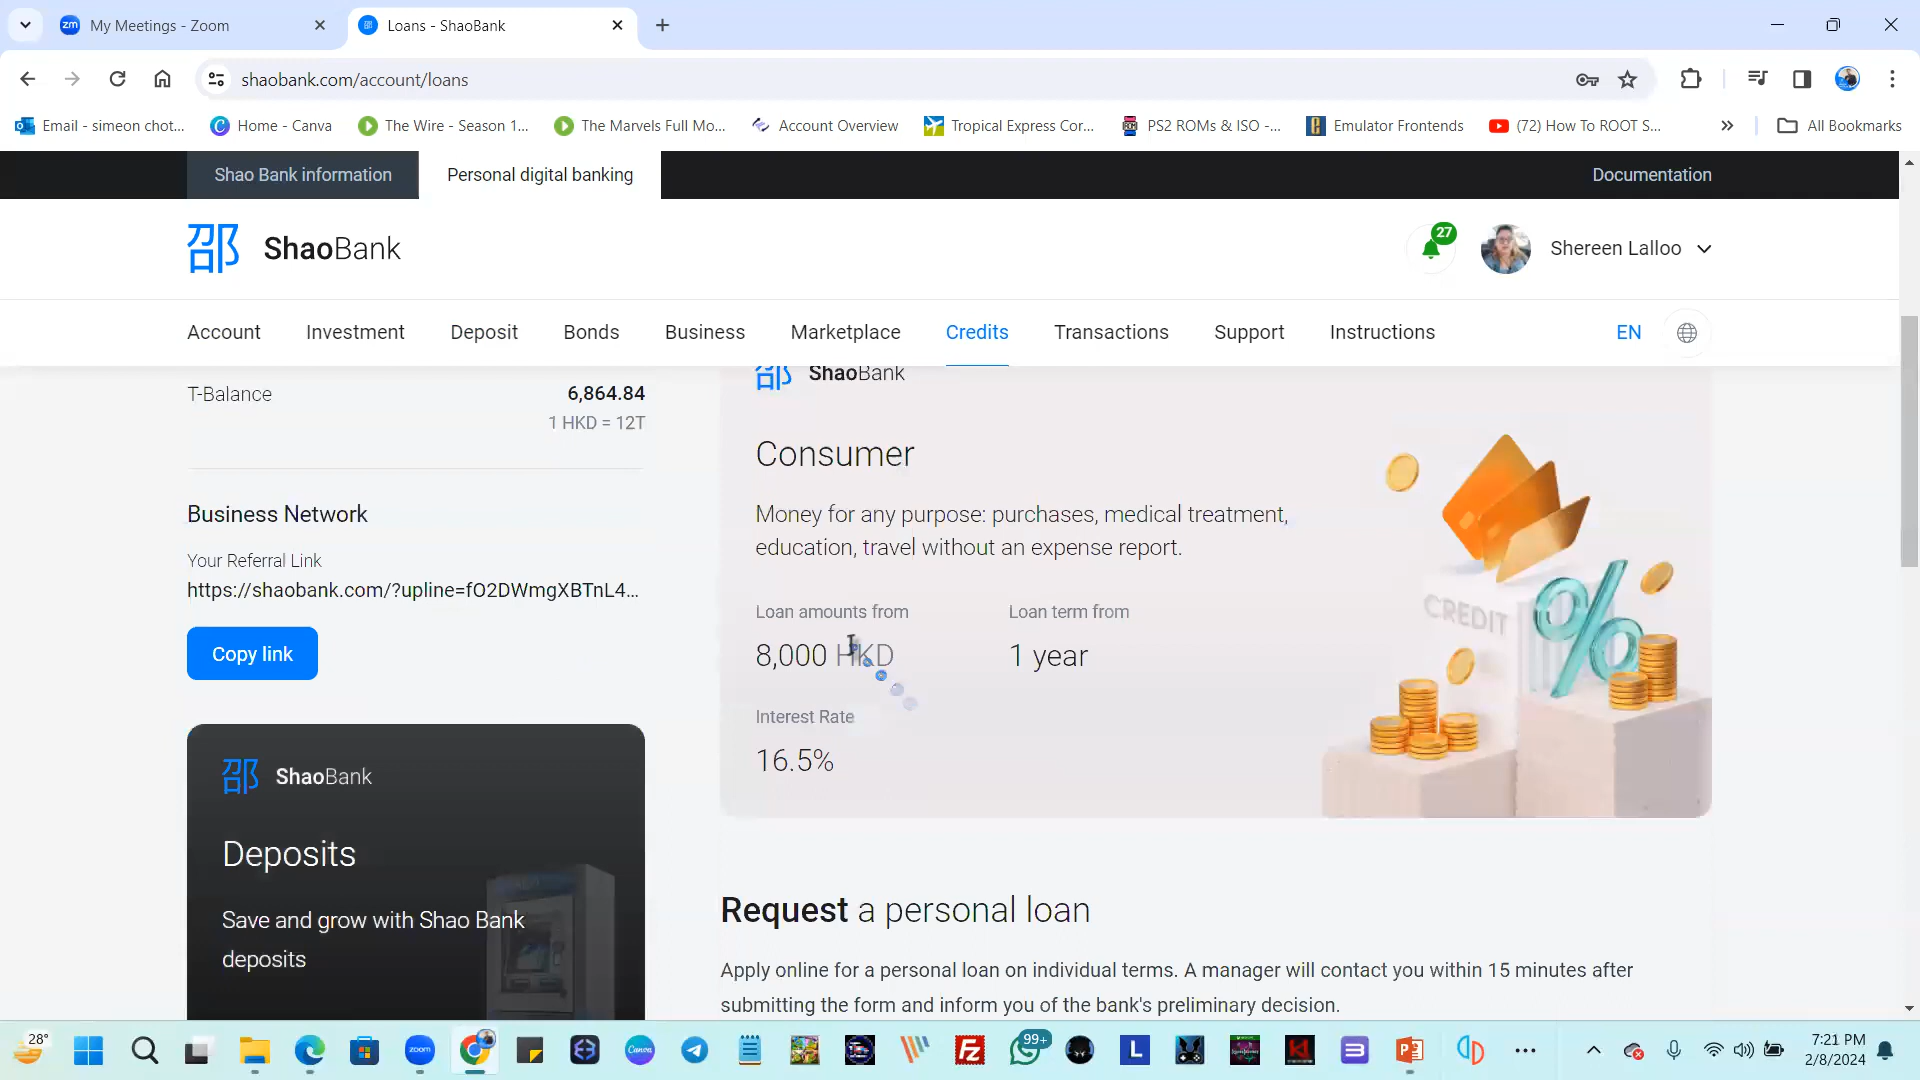 My Meetings - Zoom
Loans - ShaoBank
shaobank.com/account/loans
Email - simeon chot...
Home - Canva
The Wire - Season 1...
The Marvels Full Mo...
Account Overview
Tropical Express Cor...
PS2 ROMs & ISO -...
Emulator Frontends
(72) How To ROOT S...
All Bookmarks
Shao Bank information
Personal digital banking
Documentation
邵 ShaoBank
27
Shereen Lalloo
Account
Investment
Deposit
Bonds
Business
Marketplace
Credits
Transactions
Support
Instructions
EN
T-Balance
6,864.84
1 HKD = 12T
Business Network
Your Referral Link
https://shaobank.com/?upline=fO2DWmgXBTnL4...
Copy link
邵 ShaoBank
Deposits
Save and grow with Shao Bank
deposits
ShaoBank
Consumer
Money for any purpose: purchases, medical treatment,
education, travel without an expense report.
Loan amounts from
8,000 HKD
Loan term from
1 year
Interest Rate
16.5%
CREDIT
%
Request a personal loan
Apply online for a personal loan on individual terms. A manager will contact you within 15 minutes after
submitting the form and inform you of the bank's preliminary decision.
28°
zoom
Canva
99+
7:21 PM
2/8/2024